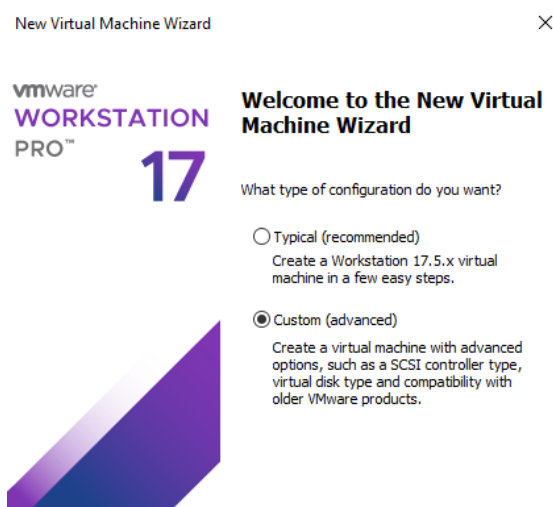 New Virtual Machine Wizard
vmware®
WORKSTATION
PRO™
17
Welcome to the New Virtual
Machine Wizard
What type of configuration do you want?
Typical (recommended)
Create a Workstation 17.5.x virtual
machine in a few easy steps.
Custom (advanced)
Create a virtual machine with advanced
options, such as a SCSI controller type,
virtual disk type and compatibility with
older VMware products.